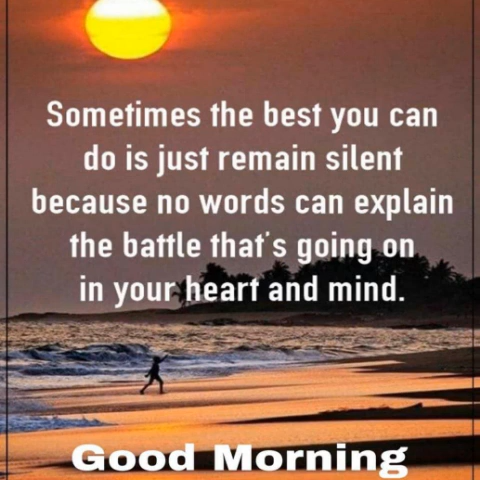 Sometimes the best you can
do is just remain silent
because no words can explain
the battle that's going on
in your heart and mind.
Good Morning